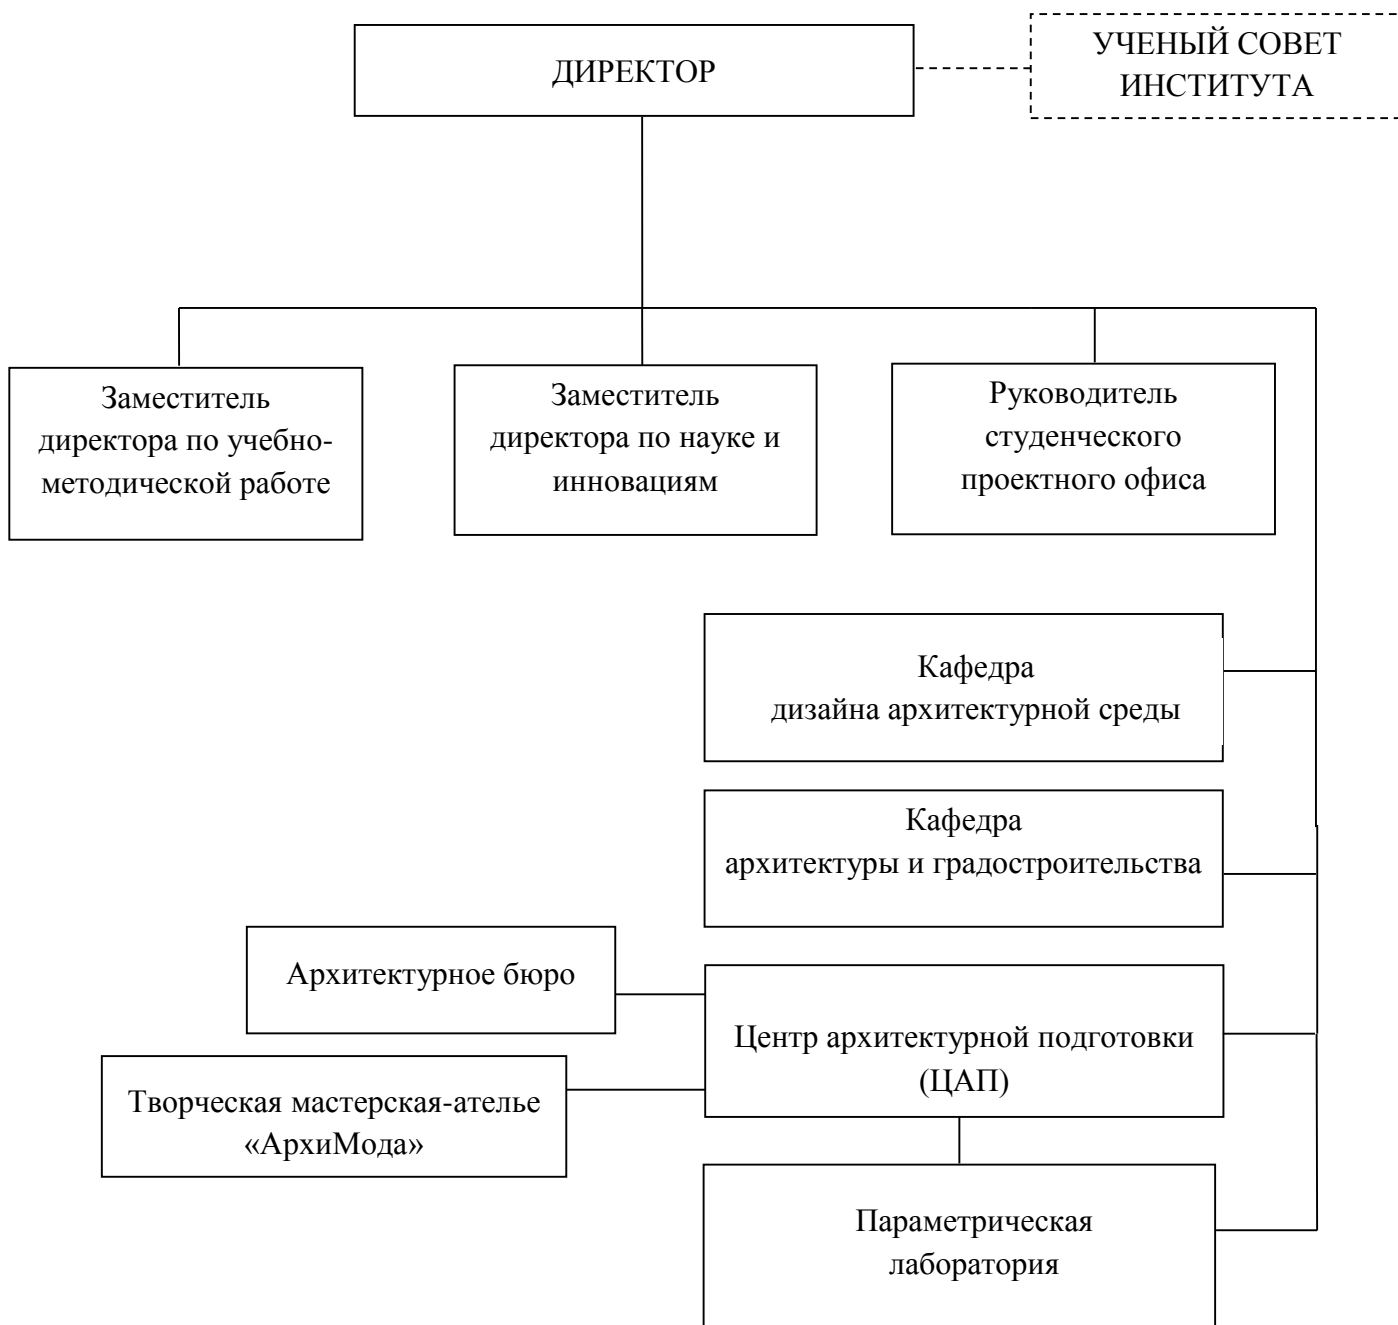 ДИРЕКТОР
УЧЕНЫЙ СОВЕТ
ИНСТИТУТА
Заместитель
директора по учебно-
методической работе
Заместитель
директора по науке и
инновациям
Руководитель
студенческого
проектного офиса
Кафедра
дизайна архитектурной среды
Кафедра
архитектуры и градостроительства
Архитектурное бюро
Центр архитектурной подготовки
(ЦАП)
Творческая мастерская-ателье
«АрхиМода»
Параметрическая
лаборатория